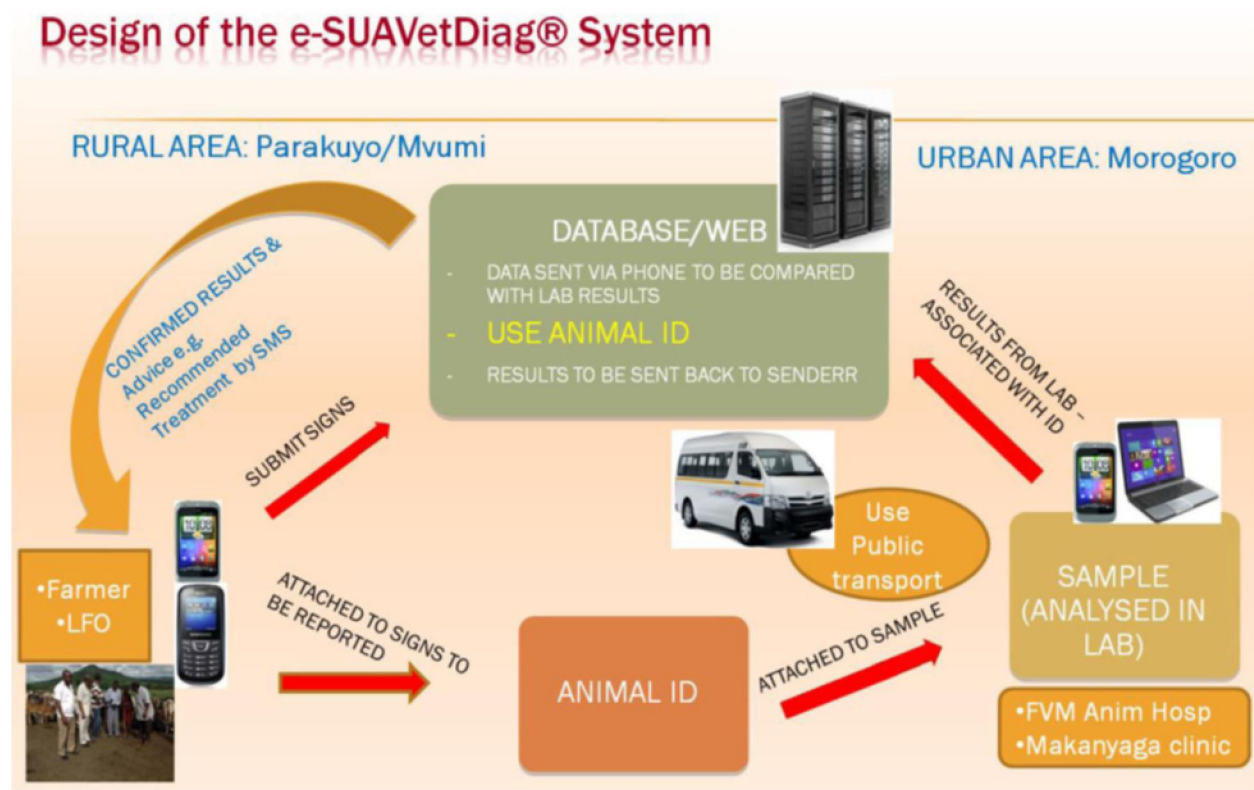 Design of the e-SUAVetDiag® System
RURAL AREA: Parakuyo/Mvumi
URBAN AREA: Morogoro
DATABASE/WEB
- DATA SENT VIA PHONE TO BE COMPARED
WITH LAB RESULTS
- USE ANIMAL ID
- RESULTS TO BE SENT BACK TO SENDERR
CONFIRMED RESULTS &
Advice e.g.
Recommended
Treatment by SMS
SUBMIT SIGNS
RESULTS FROM LAB –
ASSOCIATED WITH ID
•Farmer
•LFO
ATTACHED TO SIGNS TO
BE REPORTED
ANIMAL ID
ATTACHED TO SAMPLE
Use
Public
transport
SAMPLE
(ANALYSED IN
LAB)
•FVM Anim Hosp
•Makanyaga clinic